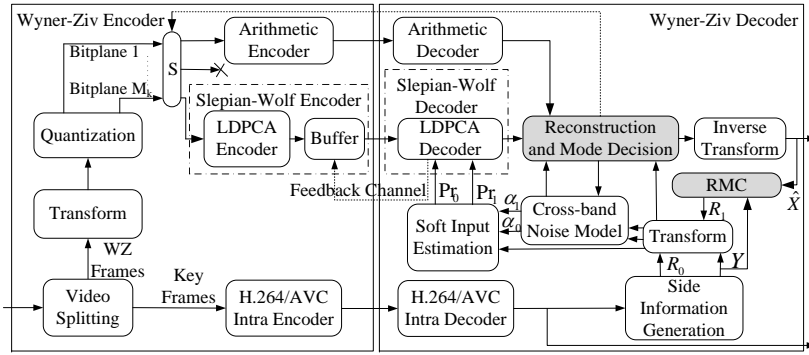 Wyner-Ziv Encoder
Wyner-Ziv Decoder
Bitplane 1
S
Arithmetic
Encoder
Arithmetic
Decoder
Bitplane M_k
Slepian-Wolf Encoder
Slepian-Wolf
Decoder
Quantization
LDPCA
Encoder
Buffer
LDPCA
Decoder
Reconstruction
and Mode Decision
Inverse
Transform
Feedback Channel
Pr_0
Pr_1
RMC
X̂
Transform
α_1
α_0
Soft Input
Estimation
Cross-band
Noise Model
R_1
Transform
WZ
Frames
R_0
Y
Video
Splitting
Key
Frames
H.264/AVC
Intra Encoder
H.264/AVC
Intra Decoder
Side
Information
Generation